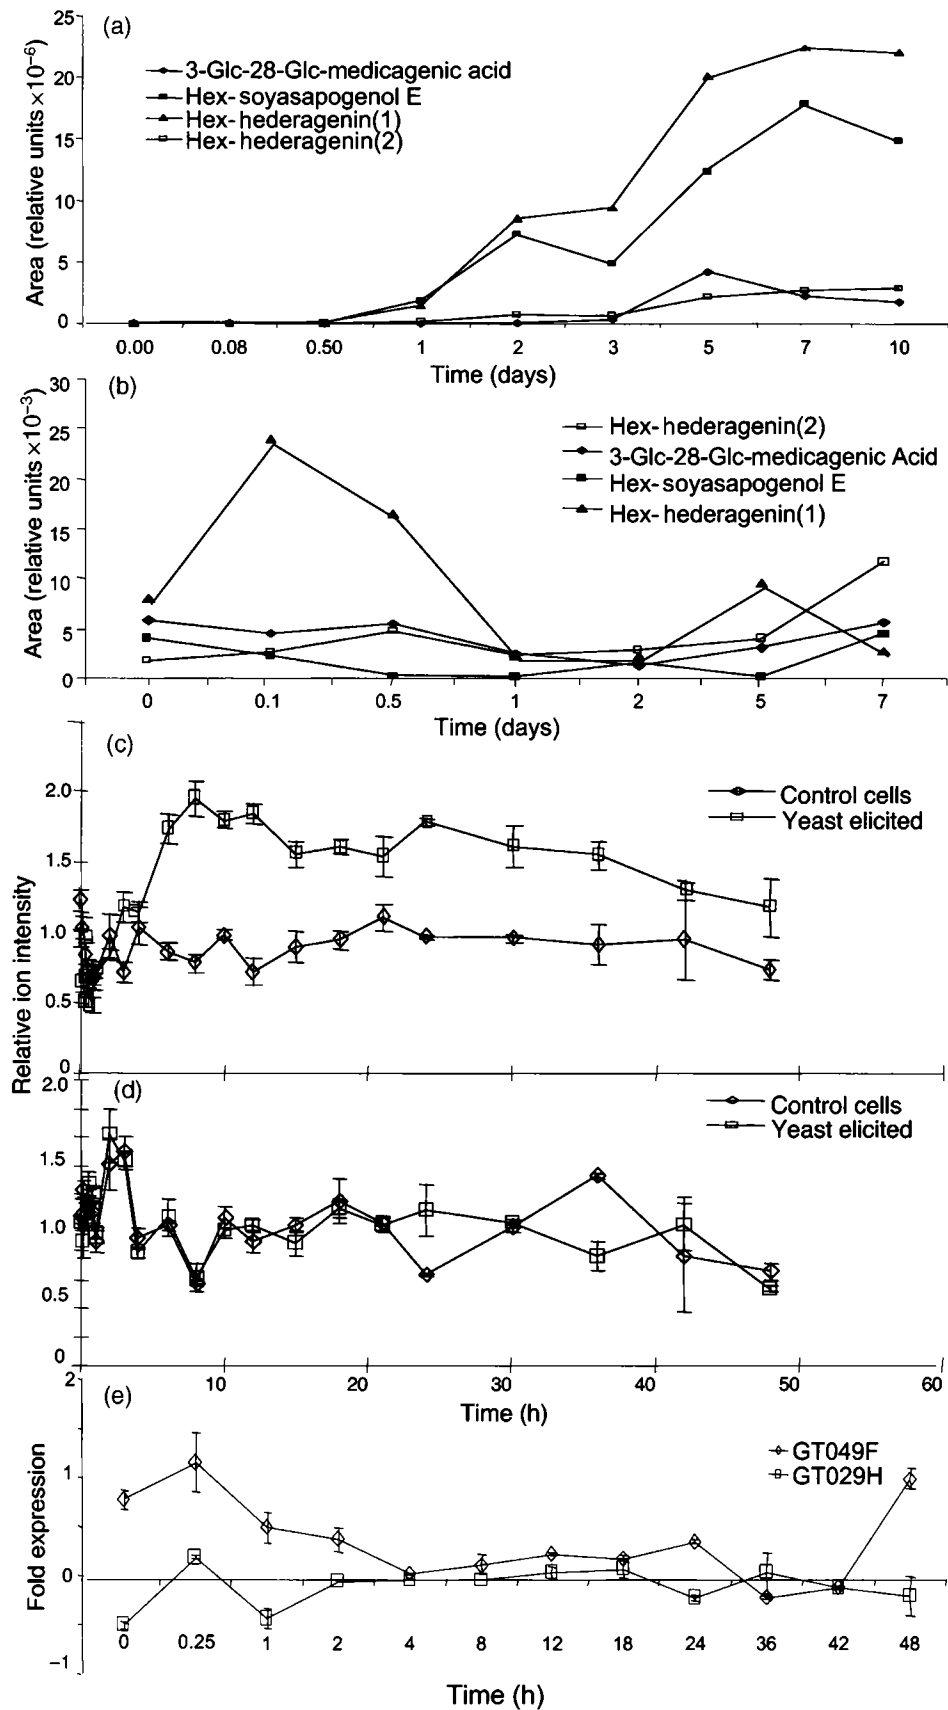 (a)
25
20
15
10
5
0
Area (relative units×10⁻⁶)
3-Glc-28-Glc-medicagenic acid
Hex-soyasapogenol E
Hex-hederagenin(1)
Hex-hederagenin(2)
0.00 0.08 0.50 1 2 3 5 7 10
Time (days)
(b)
30
25
20
15
10
5
0
Area (relative units×10⁻³)
Hex-hederagenin(2)
3-Glc-28-Glc-medicagenic Acid
Hex-soyasapogenol E
Hex-hederagenin(1)
0 0.1 0.5 1 2 5 7
Time (days)
(c)
2.0
1.5
1.0
0.5
0
Relative ion intensity
Control cells
Yeast elicited
(d)
2.0
1.5
1.0
0.5
0
Control cells
Yeast elicited
10 20 30 40 50 60
Time (h)
(e)
2
1
0
−1
Fold expression
GT049F
GT029H
0 0.25 1 2 4 8 12 18 24 36 42 48
Time (h)